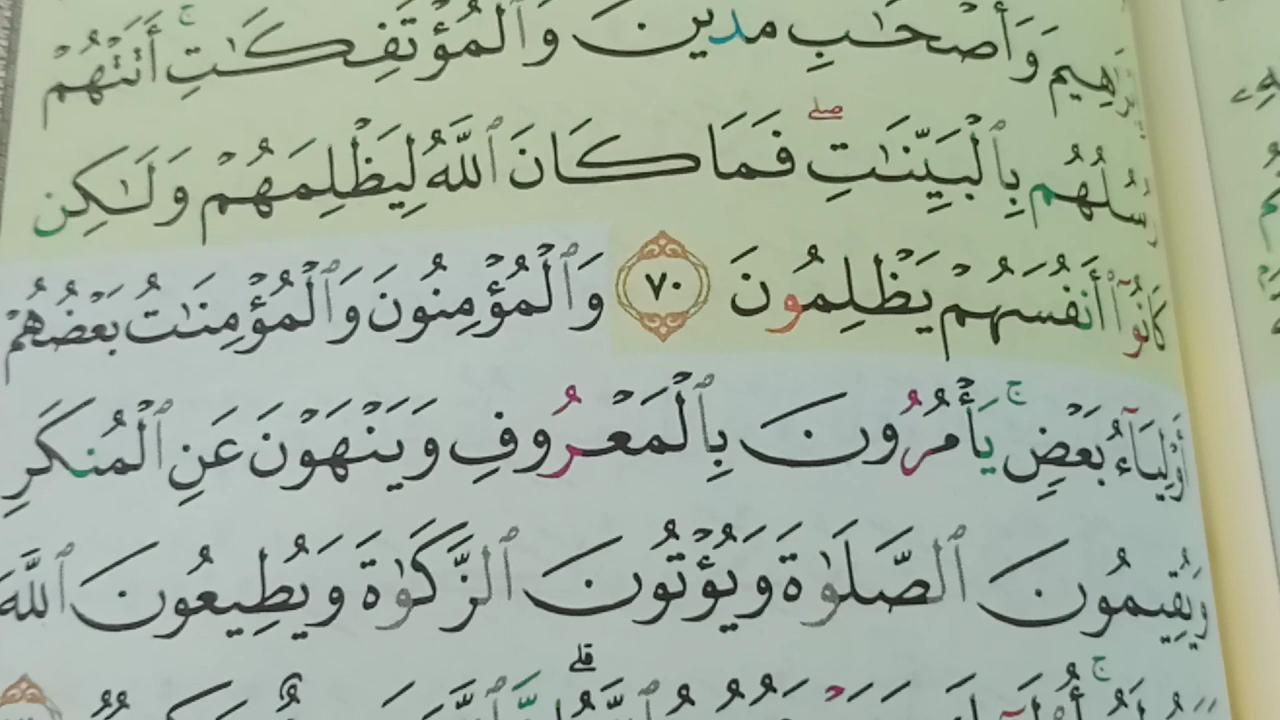 وَأَصْحَـٰبِ مَدْيَنَ وَٱلْمُؤْتَفِكَـٰتِ ۚ أَتَتْهُمْ
رُسُلُهُم بِٱلْبَيِّنَـٰتِ ۖ فَمَا كَانَ ٱللَّهُ لِيَظْلِمَهُمْ وَلَـٰكِن
كَانُوٓا۟ أَنفُسَهُمْ يَظْلِمُونَ ٧٠ وَٱلْمُؤْمِنُونَ وَٱلْمُؤْمِنَـٰتُ بَعْضُهُمْ
أَوْلِيَآءُ بَعْضٍ ۚ يَأْمُرُونَ بِٱلْمَعْرُوفِ وَيَنْهَوْنَ عَنِ ٱلْمُنكَرِ
وَيُقِيمُونَ ٱلصَّلَوٰةَ وَيُؤْتُونَ ٱلزَّكَوٰةَ وَيُطِيعُونَ ٱللَّهَ